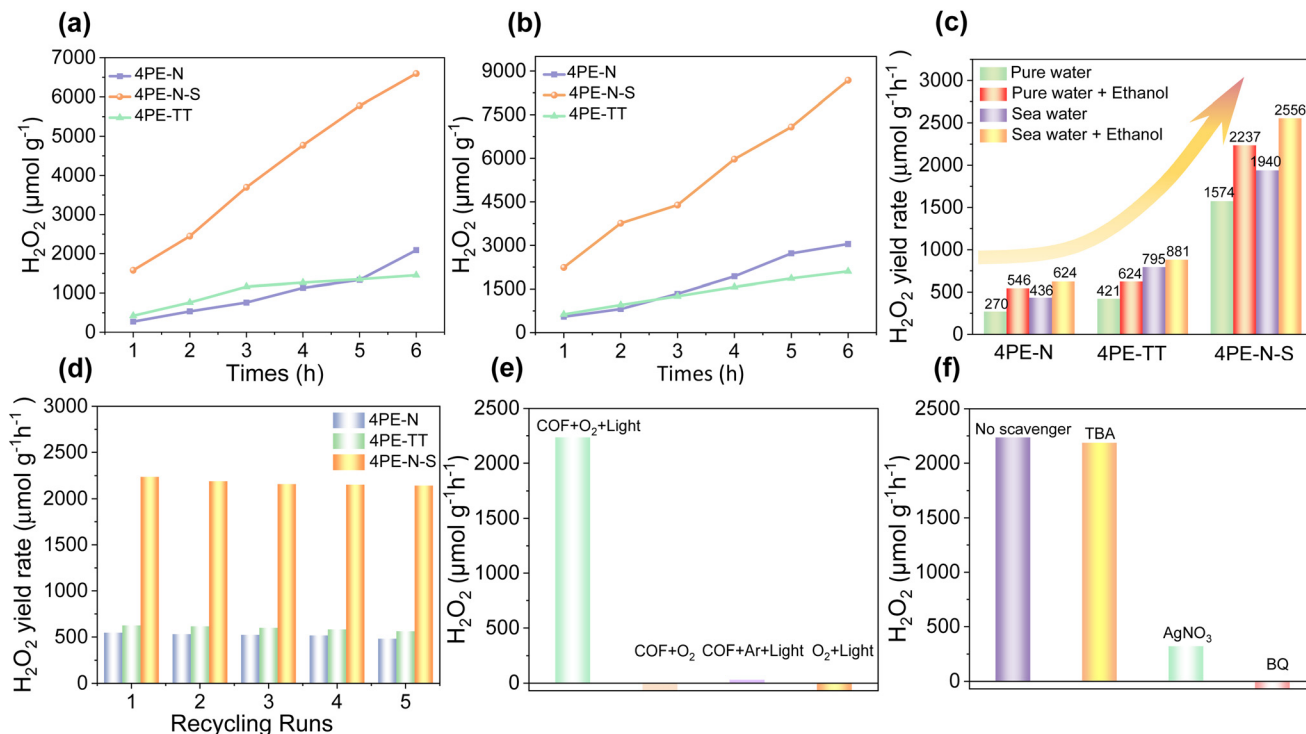 (a)
7000
6000
5000
4000
3000
2000
1000
0
H₂O₂ (μmol g⁻¹)
4PE-N
4PE-N-S
4PE-TT
1 2 3 4 5 6
Times (h)
(b)
9000
7500
6000
4500
3000
1500
0
H₂O₂ (μmol g⁻¹)
4PE-N
4PE-N-S
4PE-TT
1 2 3 4 5 6
Times (h)
(c)
3000
2500
2000
1500
1000
500
0
H₂O₂ yield rate (μmol g⁻¹h⁻¹)
Pure water
Pure water + Ethanol
Sea water
Sea water + Ethanol
270 546 436 624
421 624 795 881
1574 2237 1940 2556
4PE-N 4PE-TT 4PE-N-S
(d)
3000
2500
2000
1500
1000
500
0
H₂O₂ yield rate (μmol g⁻¹h⁻¹)
4PE-N
4PE-TT
4PE-N-S
1 2 3 4 5
Recycling Runs
(e)
2500
2000
1500
1000
500
0
H₂O₂ (μmol g⁻¹h⁻¹)
COF+O₂+Light
COF+O₂ COF+Ar+Light O₂+Light
(f)
2500
2000
1500
1000
500
0
H₂O₂ (μmol g⁻¹h⁻¹)
No scavenger
TBA
AgNO₃
BQ